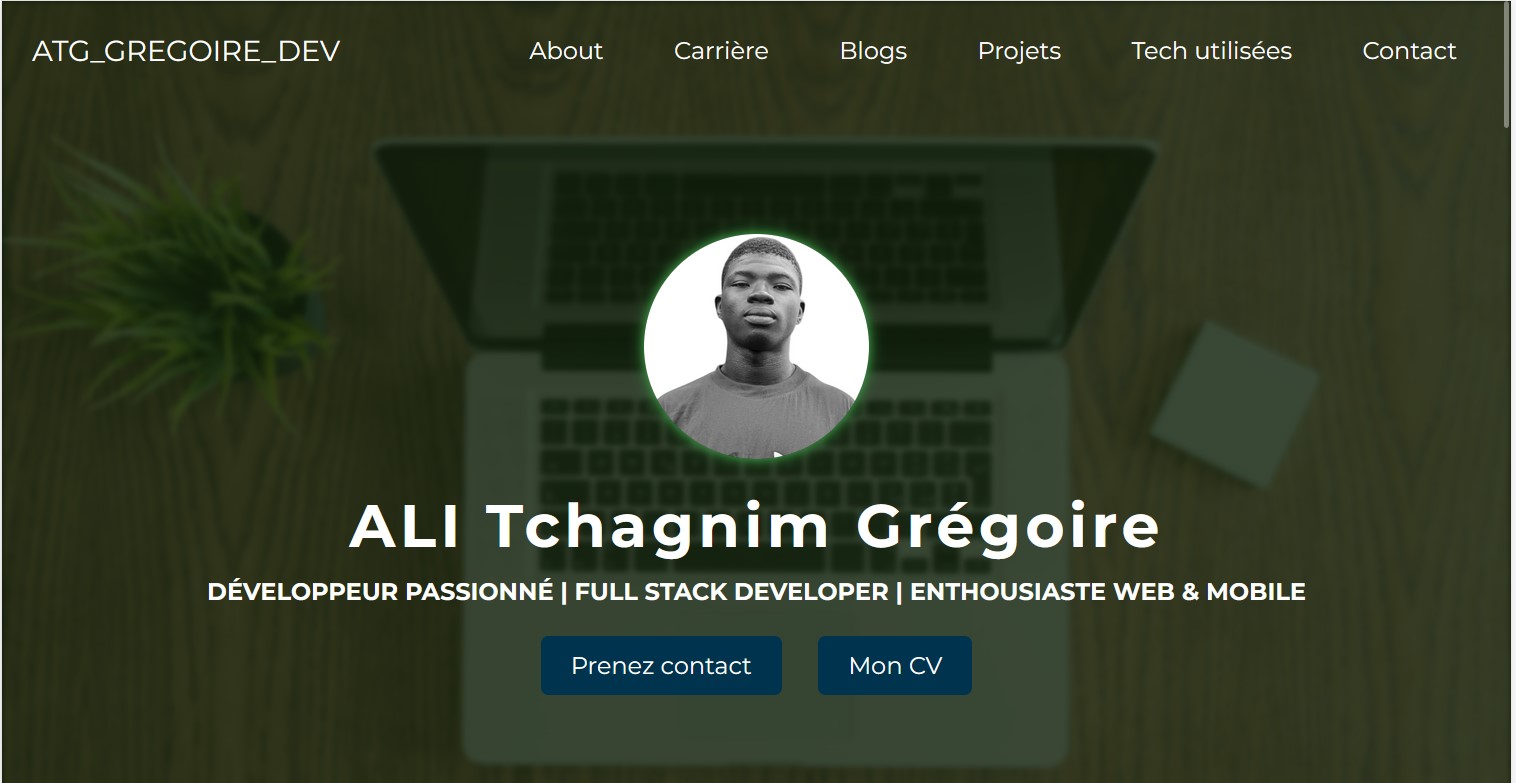 ATG_GREGOIRE_DEV About Carrière Blogs Projets Tech utilisées Contact
ALI Tchagnim Grégoire
DÉVELOPPEUR PASSIONNÉ | FULL STACK DEVELOPER | ENTHOUSIASTE WEB & MOBILE
Prenez contact Mon CV